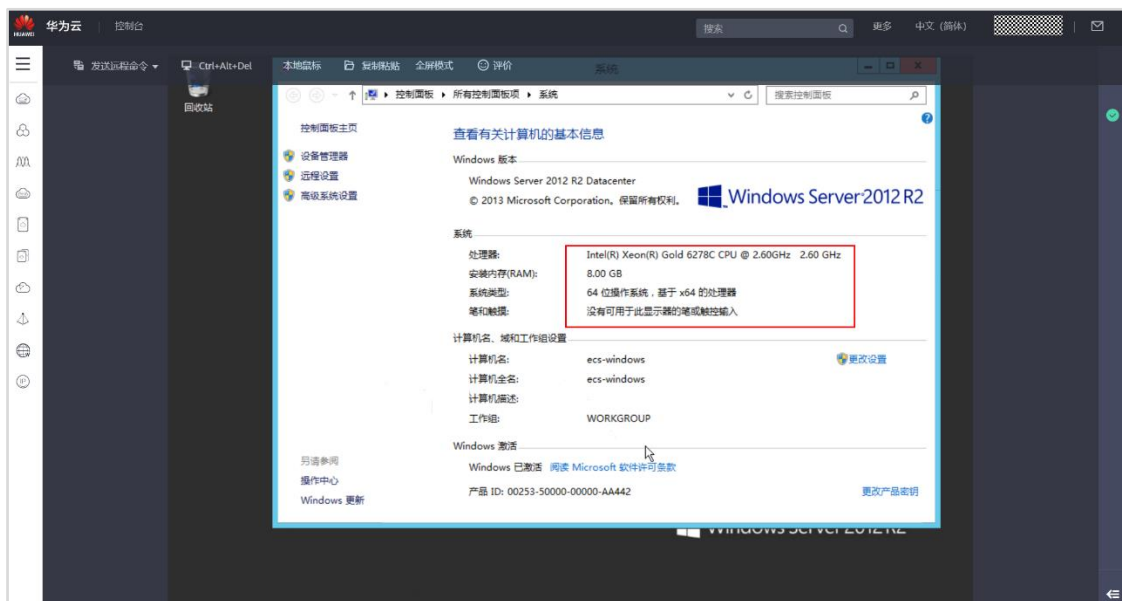 HUAWEI 华为云 控制台 搜索 更多 中文 (简体)
发送远程命令 Ctrl+Alt+Del 本地鼠标 复制粘贴 全屏模式 评价 系统
回收站
控制面板 所有控制面板项 系统 搜索控制面板
控制面板主页
设备管理器
远程设置
高级系统设置
查看有关计算机的基本信息
Windows 版本
Windows Server 2012 R2 Datacenter
© 2013 Microsoft Corporation。保留所有权利。
Windows Server 2012 R2
系统
处理器: Intel(R) Xeon(R) Gold 6278C CPU @ 2.60GHz 2.60 GHz
安装内存(RAM): 8.00 GB
系统类型: 64 位操作系统，基于 x64 的处理器
笔和触摸: 没有可用于此显示器的笔或触控输入
计算机名、域和工作组设置
计算机名: ecs-windows 更改设置
计算机全名: ecs-windows
计算机描述:
工作组: WORKGROUP
Windows 激活
Windows 已激活 阅读 Microsoft 软件许可条款
产品 ID: 00253-50000-00000-AA442 更改产品密钥
另请参阅
操作中心
Windows 更新
Windows Server 2012 R2